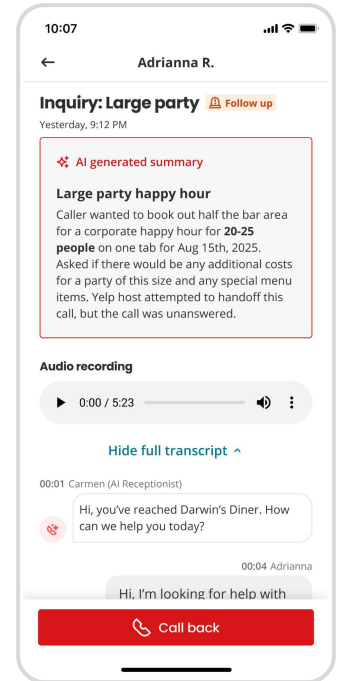 10:07
Adrianna R.
Inquiry: Large party Follow up
Yesterday, 9:12 PM
AI generated summary
Large party happy hour
Caller wanted to book out half the bar area
for a corporate happy hour for 20-25
people on one tab for Aug 15th, 2025.
Asked if there would be any additional costs
for a party of this size and any special menu
items. Yelp host attempted to handoff this
call, but the call was unanswered.
Audio recording
0:00 / 5:23
Hide full transcript
00:01 Carmen (AI Receptionist)
Hi, you’ve reached Darwin’s Diner. How
can we help you today?
00:04 Adrianna
Hi, I’m looking for help with
Call back